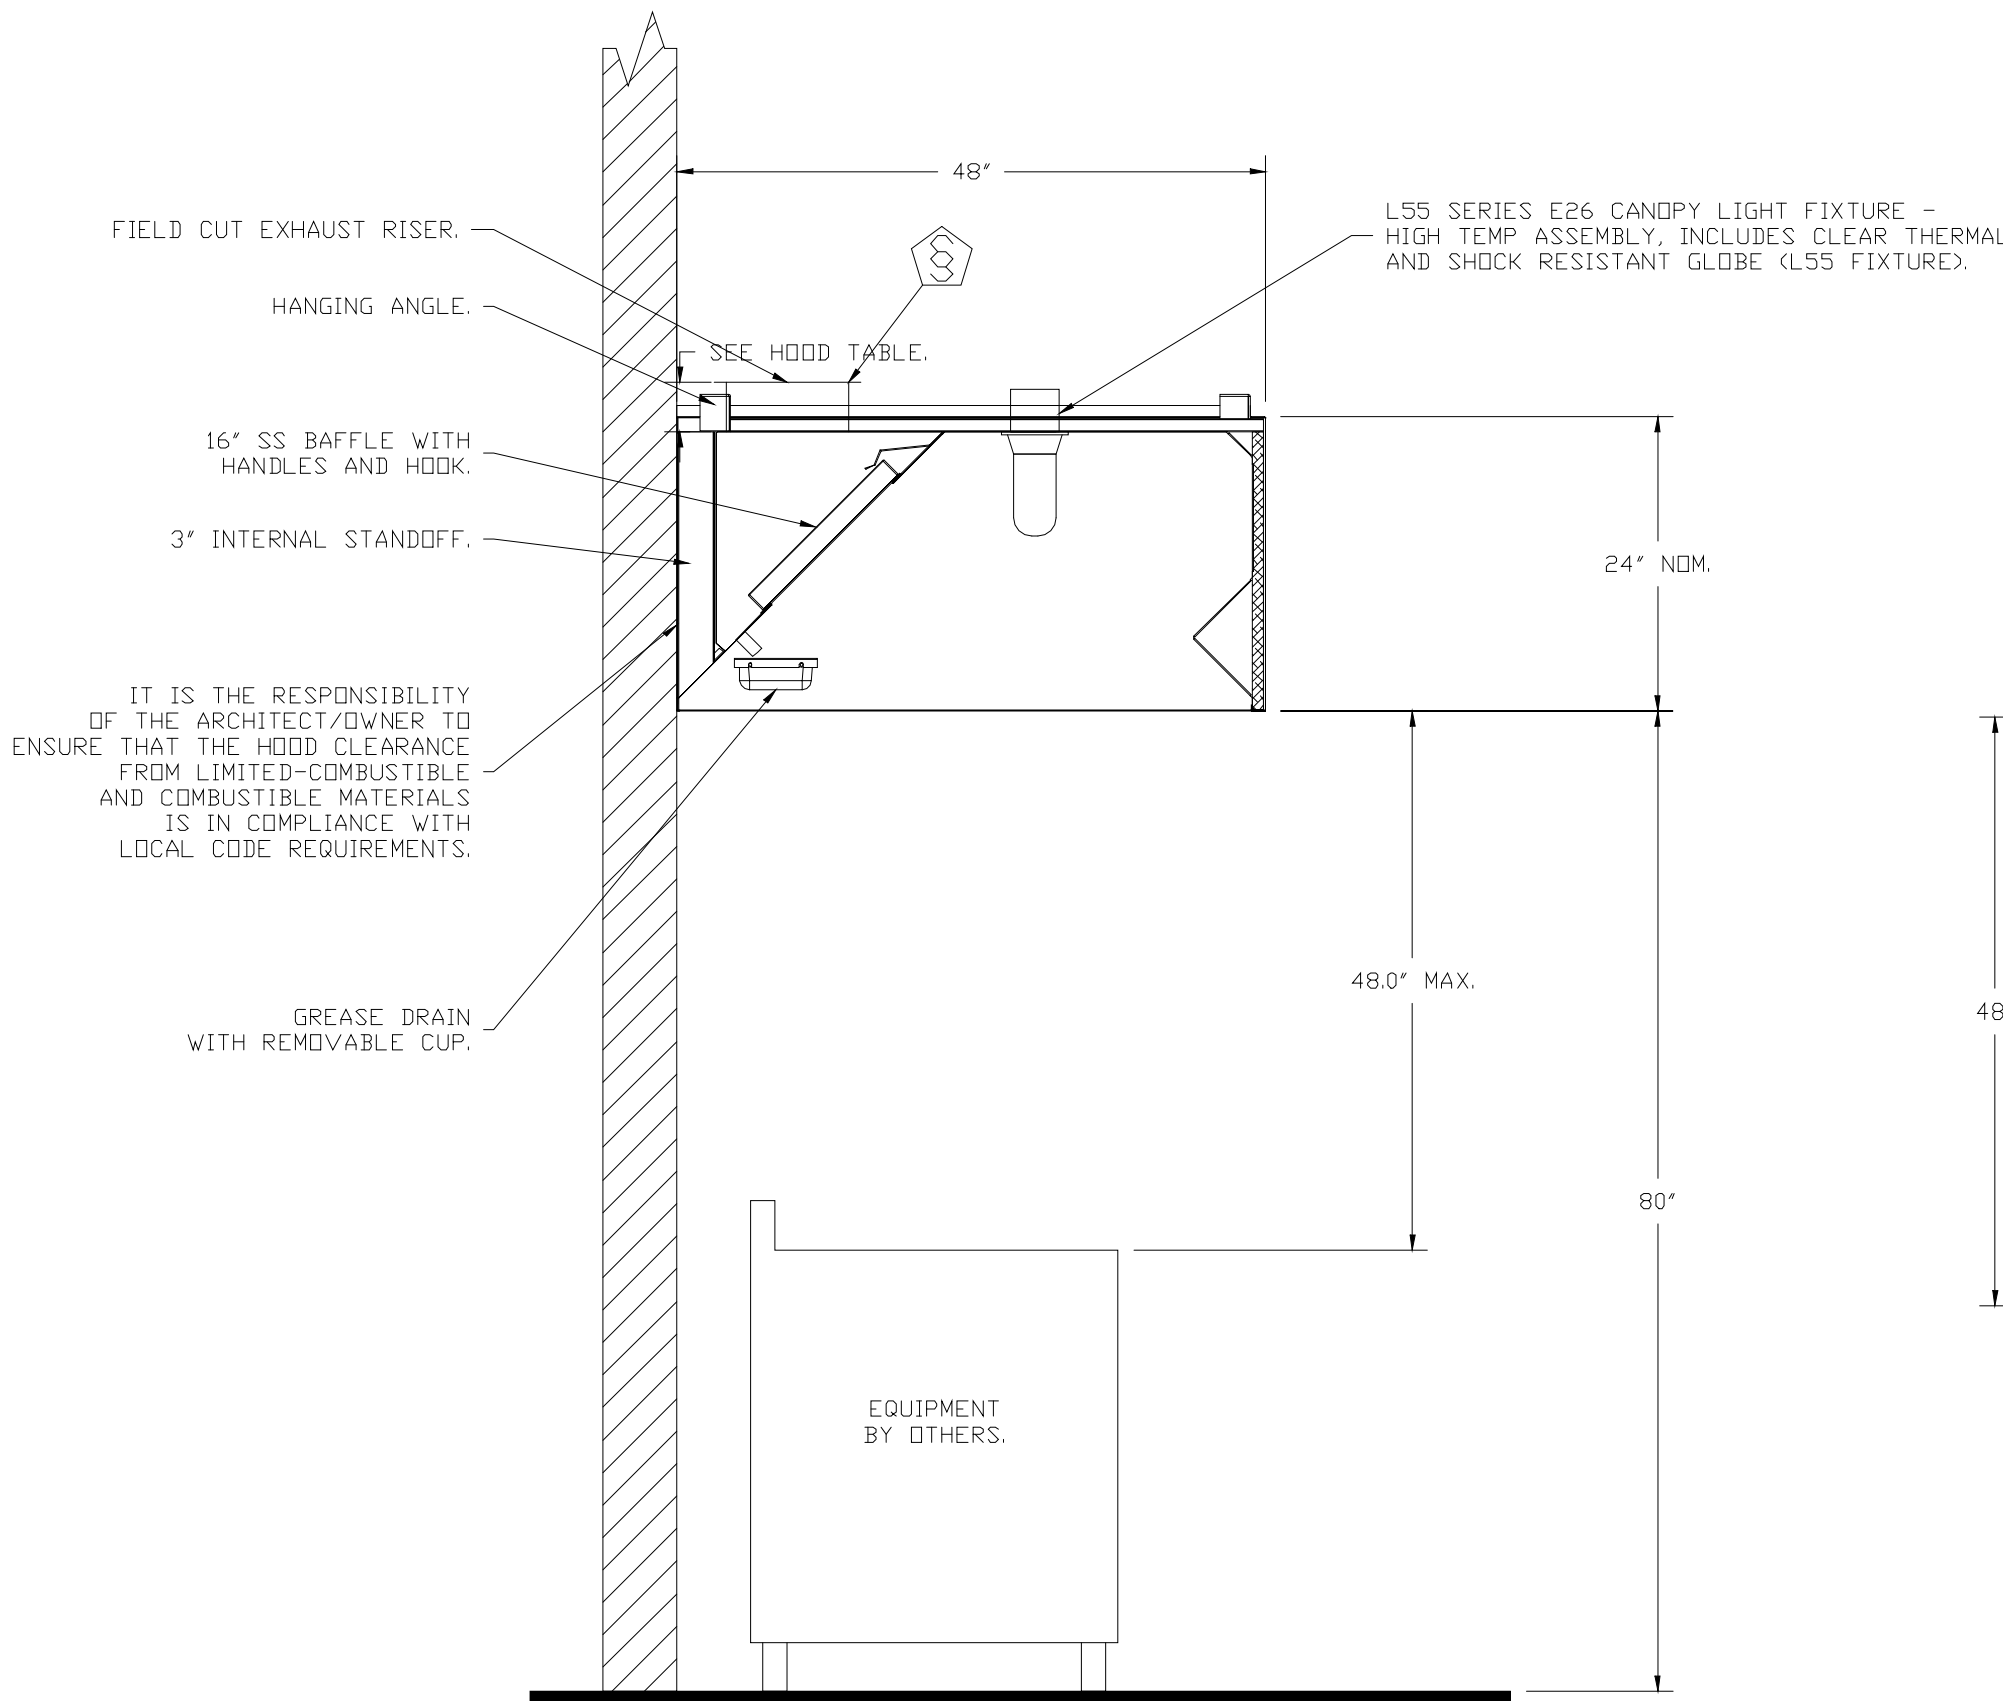 48"
FIELD CUT EXHAUST RISER.
L55 SERIES E26 CANOPY LIGHT FIXTURE -
HIGH TEMP ASSEMBLY, INCLUDES CLEAR THERMAL
AND SHOCK RESISTANT GLOBE (L55 FIXTURE).
HANGING ANGLE.
SEE HOOD TABLE.
16" SS BAFFLE WITH
HANDLES AND HOOK.
3" INTERNAL STANDOFF.
24" NOM.
IT IS THE RESPONSIBILITY
OF THE ARCHITECT/OWNER TO
ENSURE THAT THE HOOD CLEARANCE
FROM LIMITED-COMBUSTIBLE
AND COMBUSTIBLE MATERIALS
IS IN COMPLIANCE WITH
LOCAL CODE REQUIREMENTS.
48.0" MAX.
48
GREASE DRAIN
WITH REMOVABLE CUP.
80"
EQUIPMENT
BY OTHERS.